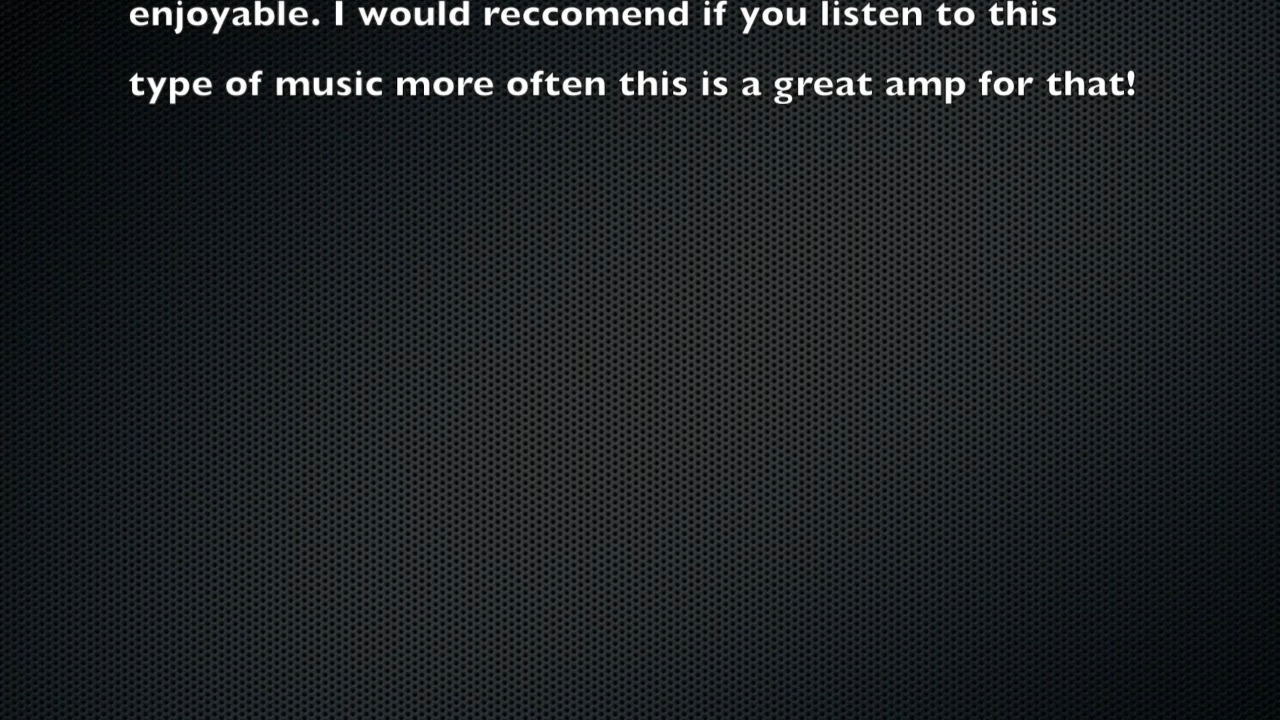 enjoyable. I would reccomend if you listen to this
type of music more often this is a great amp for that!